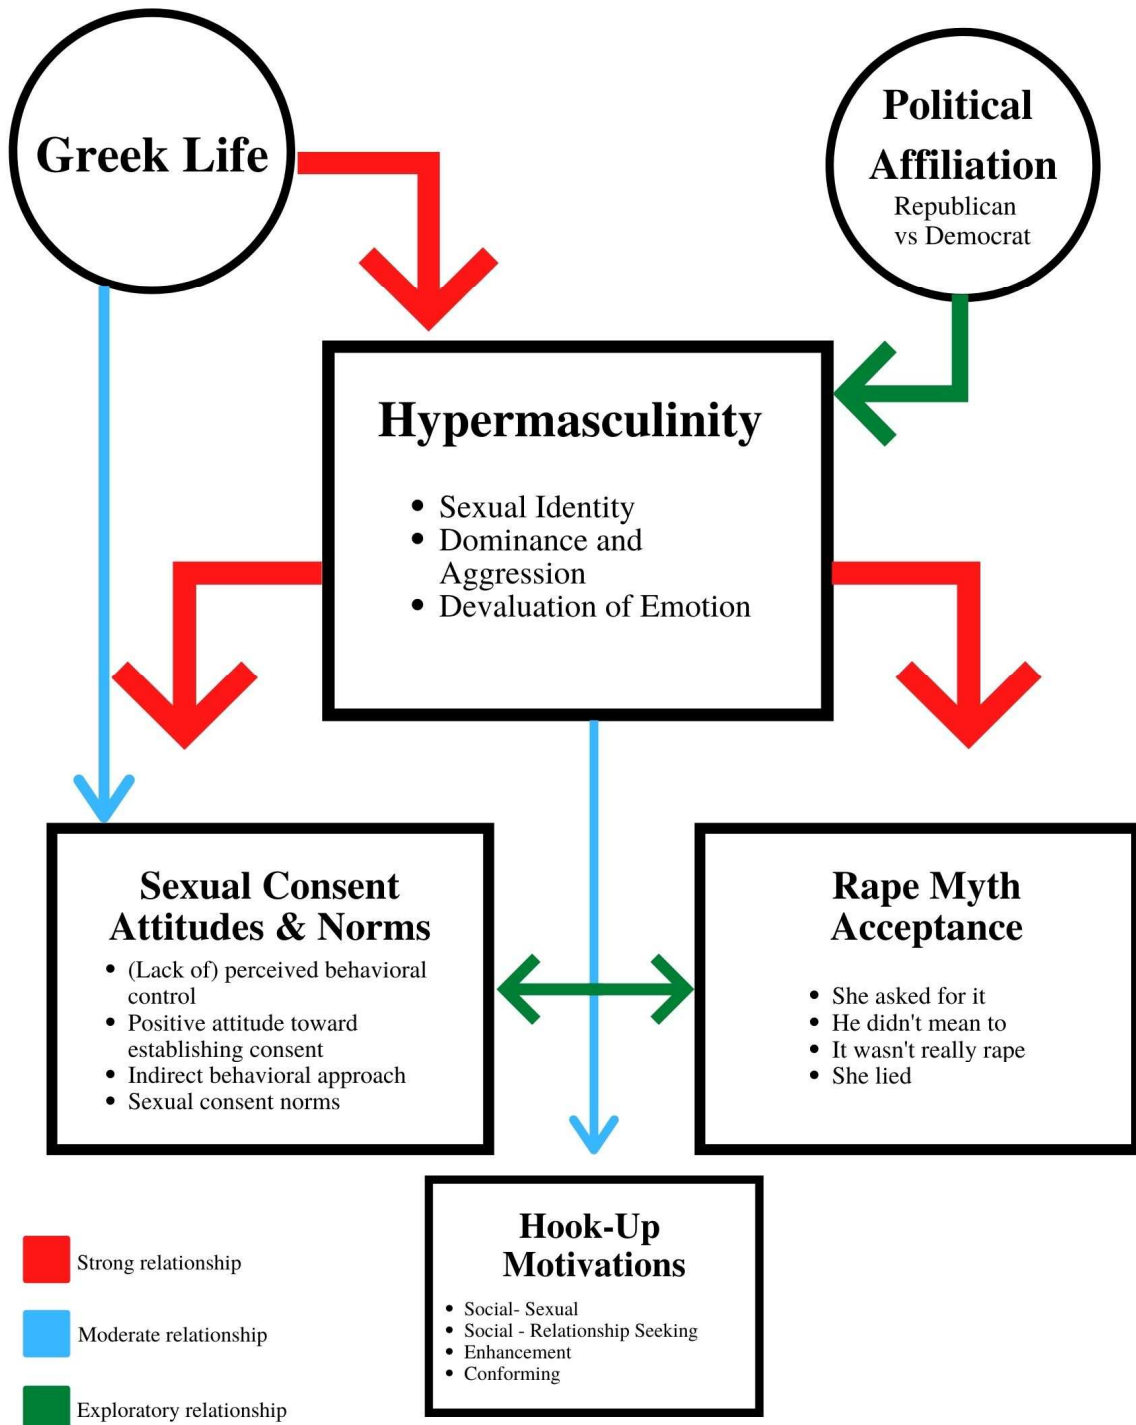 Greek Life
Political
Affiliation
Republican
vs Democrat
Hypermasculinity
• Sexual Identity
• Dominance and
Aggression
• Devaluation of Emotion
Sexual Consent
Attitudes & Norms
• (Lack of) perceived behavioral
control
• Positive attitude toward
establishing consent
• Indirect behavioral approach
• Sexual consent norms
Rape Myth
Acceptance
• She asked for it
• He didn't mean to
• It wasn't really rape
• She lied
Hook-Up
Motivations
• Social- Sexual
• Social - Relationship Seeking
• Enhancement
• Conforming
Strong relationship
Moderate relationship
Exploratory relationship